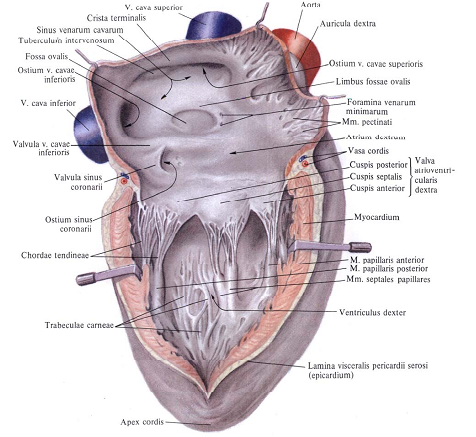 V. cava superior
Crista terminalis
Sinus venarum cavarum
Tuberculum intervenosum
Fossa ovalis
Ostium v. cavae
inferioris
V. cava inferior
Valvula v. cavae
inferioris
Valvula sinus
coronarii
Ostium sinus
coronarii
Chordae tendineae
Trabeculae carneae
Apex cordis
Aorta
Auricula dextra
Ostium v. cavae superioris
Limbus fossae ovalis
Foramina venarum
minimarum
Mm. pectinati
Atrium dextrum
Vasa cordis
Cuspis posterior
Cuspis septalis
Cuspis anterior
Valva
atrioventri-
cularis
dextra
Myocardium
M. papillaris anterior
M. papillaris posterior
Mm. septales papillares
Ventriculus dexter
Lamina visceralis pericardii serosi
(epicardium)